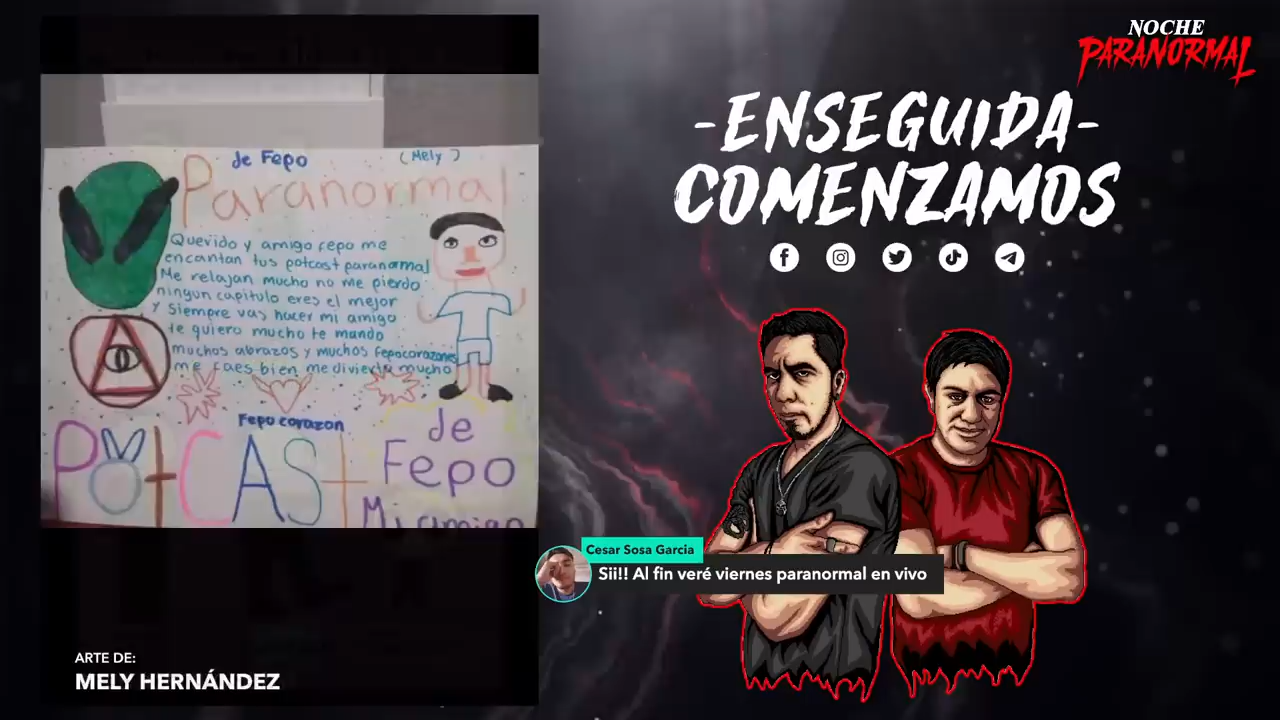 NOCHE
PARANORMAL
-ENSEGUIDA-
COMENZAMOS
de Fepo (Mely)
Paranormal
Querido y amigo fepo me
encantan tus potcast paranormal
Me relajan mucho no me pierdo
ningun capitulo eres el mejor
y siempre vas hacer mi amigo
te quiero mucho te mando
muchos abrazos y muchos fepocorazones
me caes bien me divierte mucho
Fepo corazon
POTCAST
de
Fepo
Mi amigo
Cesar Sosa Garcia
Sii!! Al fin veré viernes paranormal en vivo
ARTE DE:
MELY HERNÁNDEZ